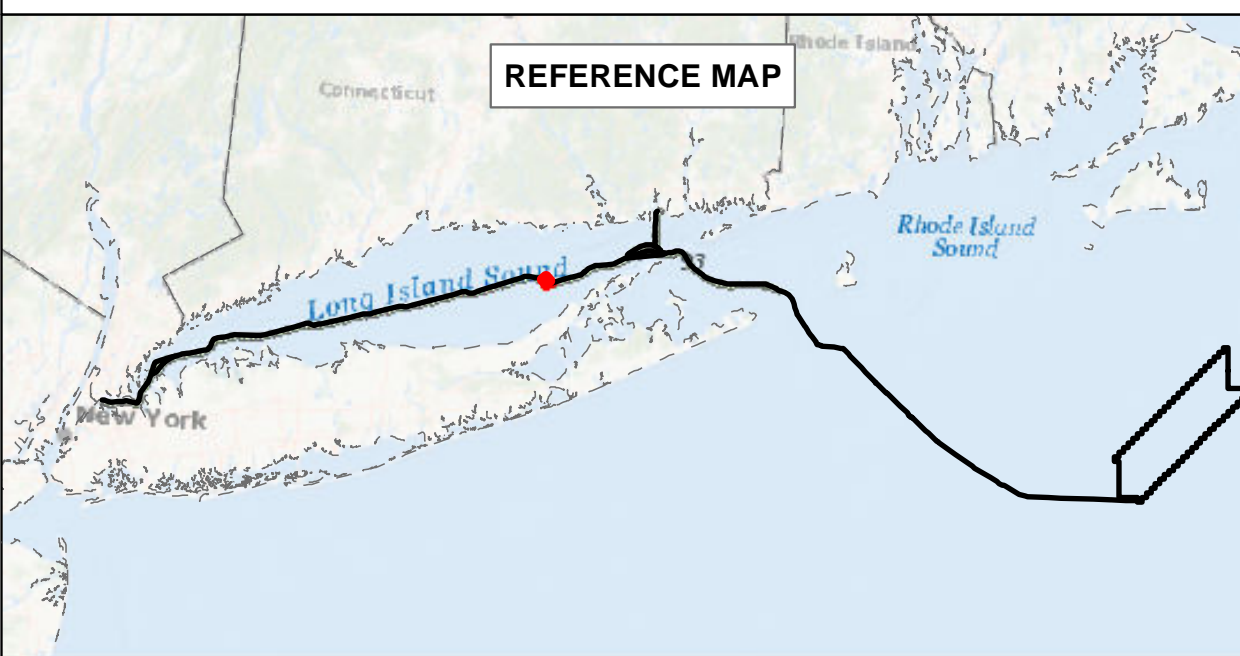 Rhode Island
REFERENCE MAP
Connecticut
Rhode Island
Sound
Long Island Sound
New York